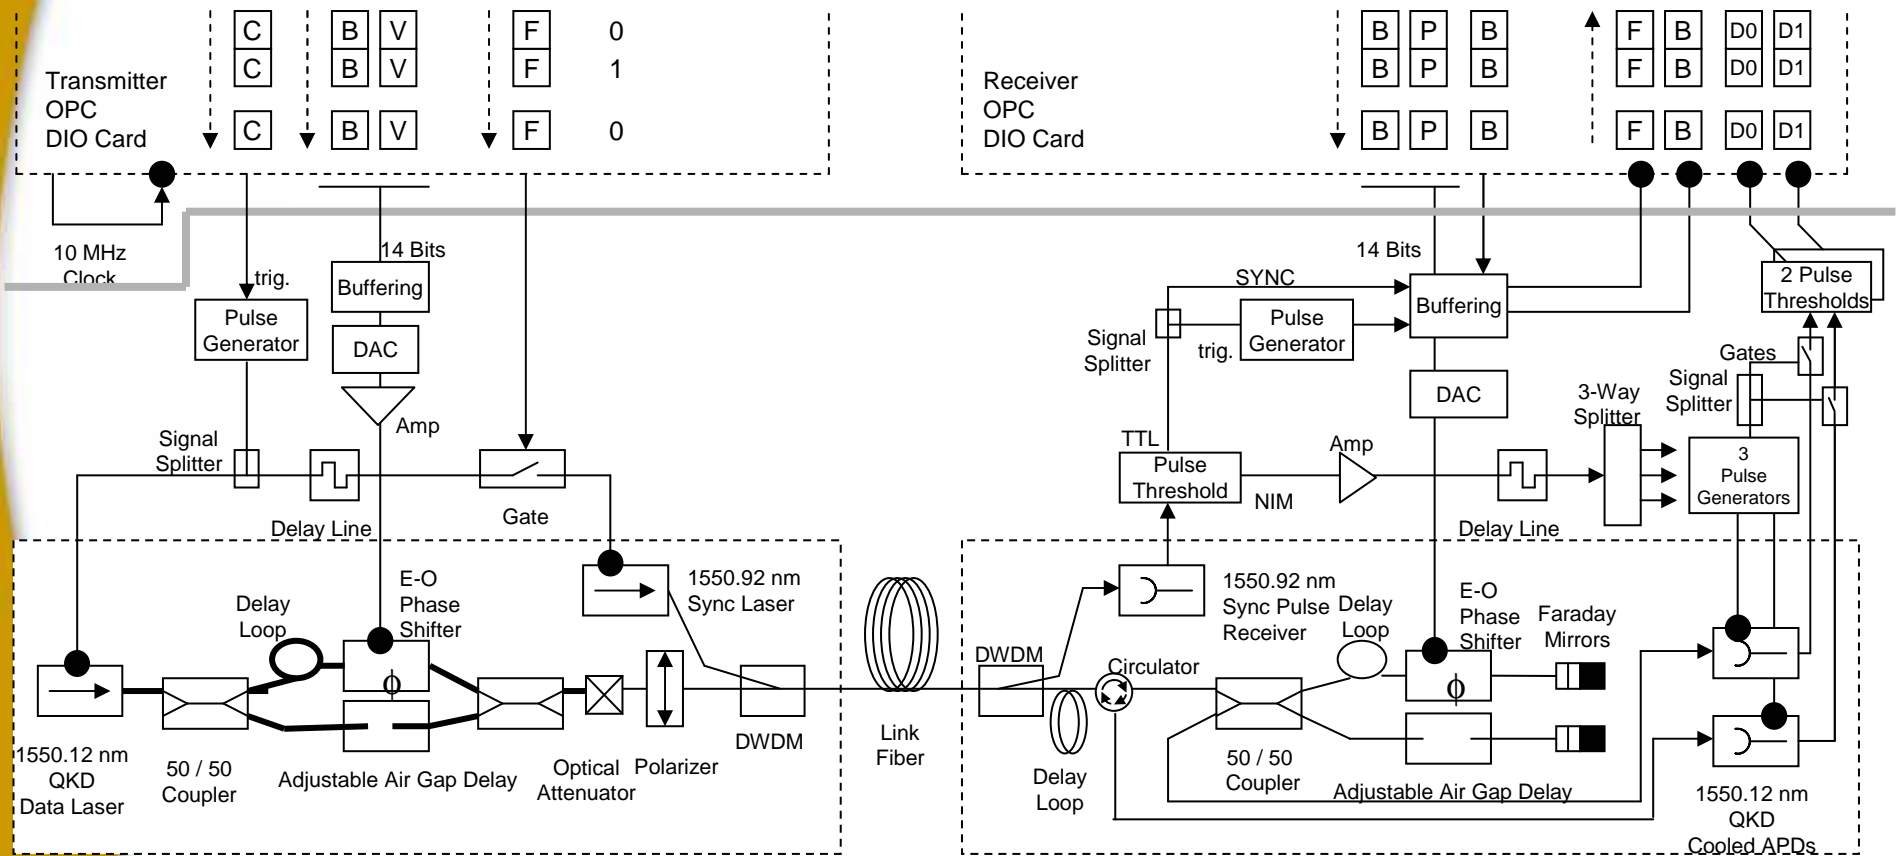 C B V F 0
C B V F 1
C B V F 0
Transmitter
OPC
DIO Card
B P B F B D0 D1
B P B F B D0 D1
B P B F B D0 D1
Receiver
OPC
DIO Card
10 MHz
Clock
trig.
14 Bits
Buffering
Pulse
Generator
DAC
Amp
Signal
Splitter
Delay Line
Gate
14 Bits
SYNC
Buffering
2 Pulse
Thresholds
Signal
Splitter
trig.
Pulse
Generator
DAC
Gates
Signal
Splitter
3-Way
Splitter
TTL
Pulse
Threshold
NIM
Amp
Delay Line
3
Pulse
Generators
Delay
Loop
E-O
Phase
Shifter
ϕ
1550.92 nm
Sync Laser
1550.12 nm
QKD
Data Laser
50 / 50
Coupler
Adjustable Air Gap Delay
Optical
Attenuator
Polarizer
DWDM
Link
Fiber
DWDM
Circulator
1550.92 nm
Sync Pulse
Receiver
Delay
Loop
E-O
Phase
Shifter
ϕ
Faraday
Mirrors
Delay
Loop
50 / 50
Coupler
Adjustable Air Gap Delay
1550.12 nm
QKD
Cooled APDs